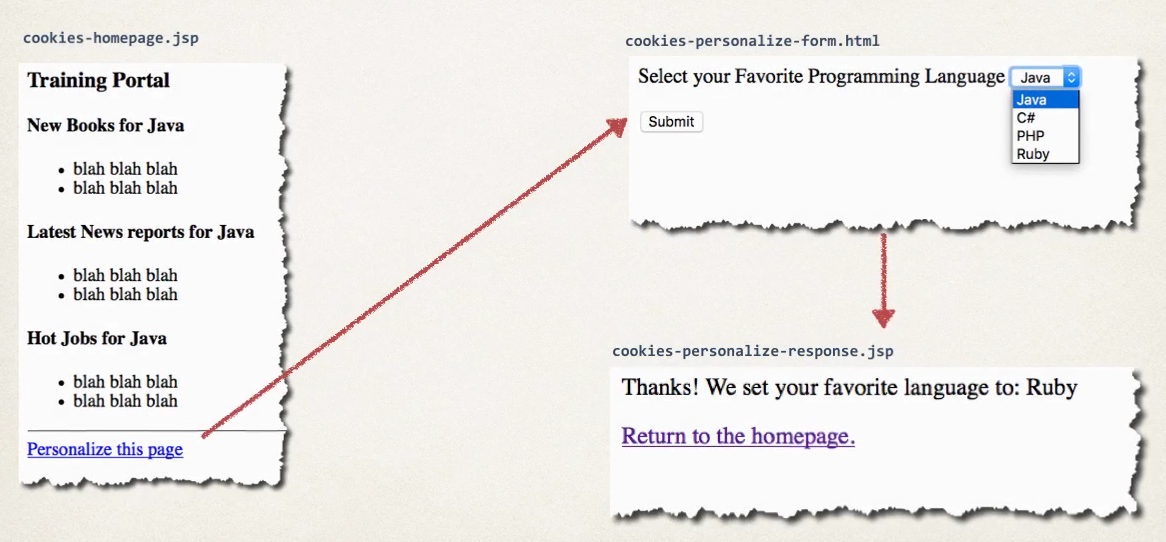 cookies-homepage.jsp
Training Portal
New Books for Java
• blah blah blah
• blah blah blah
Latest News reports for Java
• blah blah blah
• blah blah blah
Hot Jobs for Java
• blah blah blah
• blah blah blah
Personalize this page
cookies-personalize-form.html
Select your Favorite Programming Language Java
Java
C#
PHP
Ruby
Submit
cookies-personalize-response.jsp
Thanks! We set your favorite language to: Ruby
Return to the homepage.